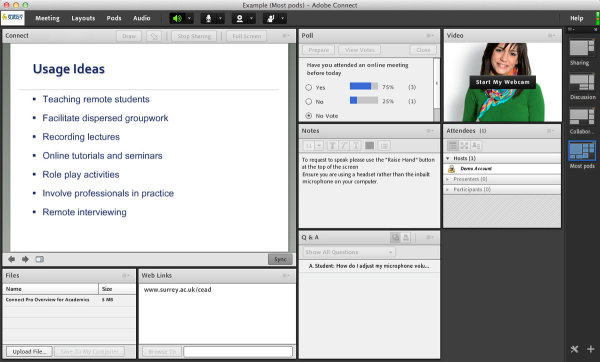 Example (Most pods) – Adobe Connect
Meeting Layouts Pods Audio Help
Connect
Draw
Stop Sharing
Full Screen
Usage Ideas
Teaching remote students
Facilitate dispersed groupwork
Recording lectures
Online tutorials and seminars
Role play activities
Involve professionals in practice
Remote interviewing
Sync
Files
Name Size
Connect Pro Overview for Academics 3 MB
Upload File...
Save To My Computer
Web Links
www.surrey.ac.uk/cead
Browse To
Poll
Prepare
View Video
Close
Have you attended an online meeting
before today
Yes 75% (3)
No 25% (1)
No Vote
Notes
11
To request to speak please use the "Raise Hand" button
at the top of the screen
Ensure you are using a headset rather than the inbuilt
microphone on your computer.
Q & A
Show All Questions
A. Student: How do I adjust my microphone volu...
Video
Start My Webcam
Attendees (3)
Hosts (1)
Demo Account
Presenters (0)
Participants (0)
Sharing
Discussion
Collabor...
Most pods